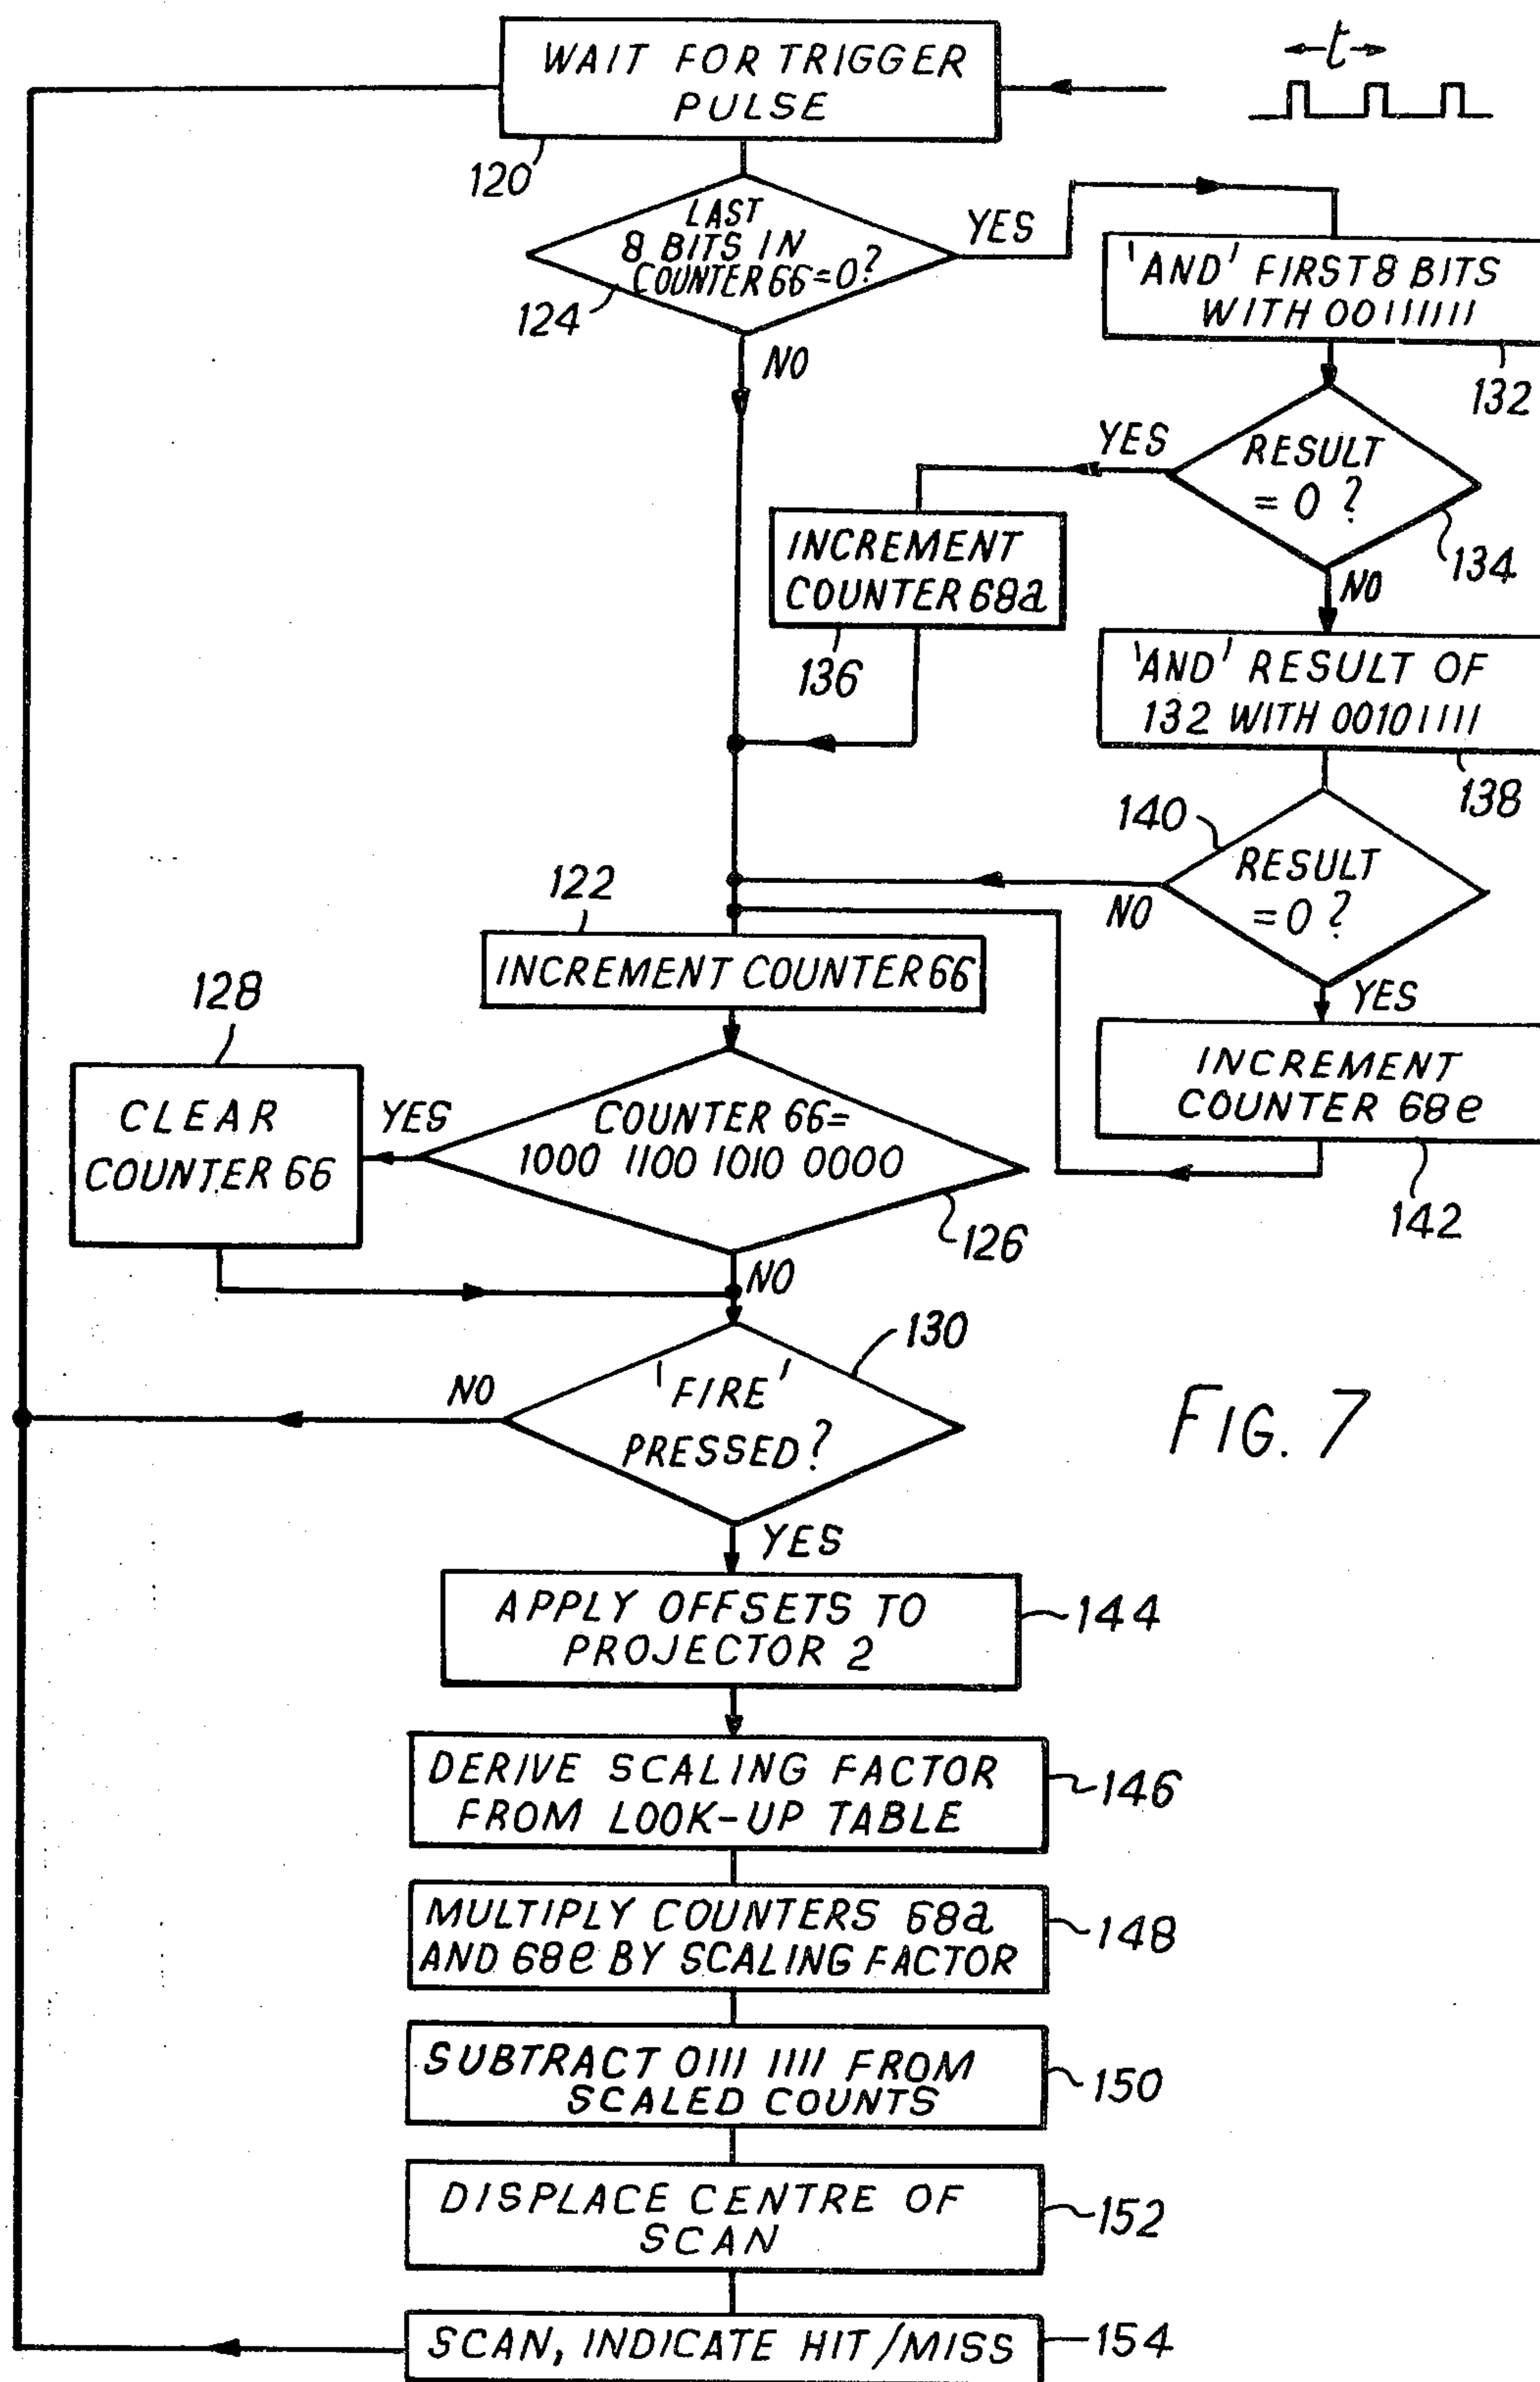 WAIT FOR TRIGGER
PULSE
t
120
LAST
8 BITS IN
COUNTER 66=0?
124
YES
NO
'AND' FIRST 8 BITS
WITH 00111111
132
RESULT
= 0 ?
134
YES
NO
INCREMENT
COUNTER 68a
136
'AND' RESULT OF
132 WITH 00101111
138
140
RESULT
=0 ?
NO
YES
122
INCREMENT COUNTER 66
INCREMENT
COUNTER 68e
142
128
CLEAR
COUNTER 66
YES
COUNTER 66=
1000 1100 1010 0000
126
NO
130
'FIRE'
PRESSED?
NO
YES
FIG. 7
APPLY OFFSETS TO
PROJECTOR 2
144
DERIVE SCALING FACTOR
FROM LOOK-UP TABLE
146
MULTIPLY COUNTERS 68a
AND 68e BY SCALING FACTOR
148
SUBTRACT 0111 1111 FROM
SCALED COUNTS
150
DISPLACE CENTRE OF
SCAN
152
SCAN, INDICATE HIT/MISS
154